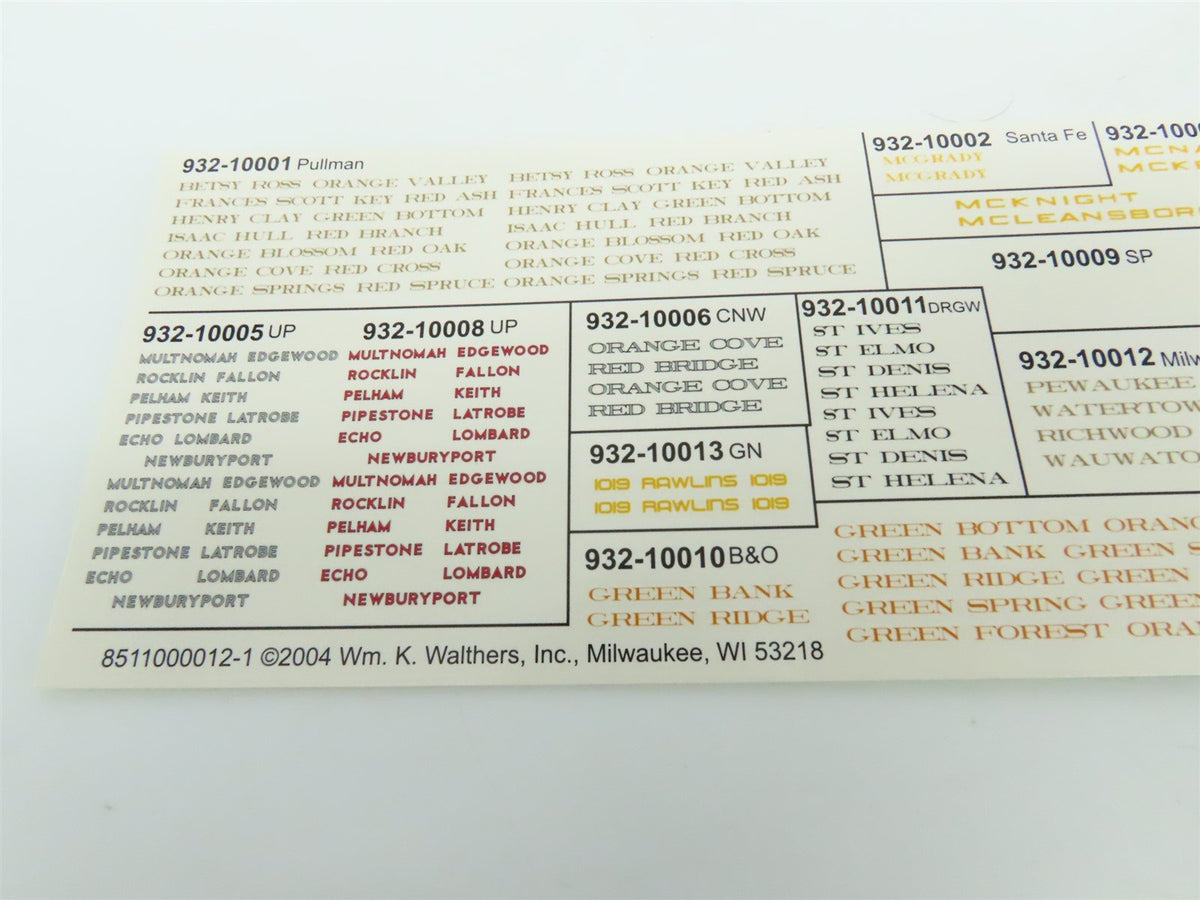 932-10001 Pullman
BETSY ROSS ORANGE VALLEY BETSY ROSS ORANGE VALLEY
FRANCES SCOTT KEY RED ASH FRANCES SCOTT KEY RED ASH
HENRY CLAY GREEN BOTTOM HENRY CLAY GREEN BOTTOM
ISAAC HULL RED BRANCH ISAAC HULL RED BRANCH
ORANGE BLOSSOM RED OAK ORANGE BLOSSOM RED OAK
ORANGE COVE RED CROSS ORANGE COVE RED CROSS
ORANGE SPRINGS RED SPRUCE ORANGE SPRINGS RED SPRUCE
932-10002 Santa Fe
MCGRADY
MCGRADY
MCKNIGHT
932-10009 SP
932-10005 UP
MULTNOMAH EDGEWOOD
ROCKLIN FALLON
PELHAM KEITH
PIPESTONE LATROBE
ECHO LOMBARD
NEWBURYPORT
MULTNOMAH EDGEWOOD
ROCKLIN FALLON
PELHAM KEITH
PIPESTONE LATROBE
ECHO LOMBARD
NEWBURYPORT
932-10008 UP
MULTNOMAH EDGEWOOD
ROCKLIN FALLON
PELHAM KEITH
PIPESTONE LATROBE
ECHO LOMBARD
NEWBURYPORT
MULTNOMAH EDGEWOOD
ROCKLIN FALLON
PELHAM KEITH
PIPESTONE LATROBE
ECHO LOMBARD
NEWBURYPORT
932-10006 CNW
ORANGE COVE
RED BRIDGE
ORANGE COVE
RED BRIDGE
932-10013 GN
1019 RAWLINS 1019
1019 RAWLINS 1019
932-10011 DRGW
ST IVES
ST ELMO
ST DENIS
ST HELENA
ST IVES
ST ELMO
ST DENIS
ST HELENA
932-10012
PEWAUKEE
RICHWOOD
932-10010 B&O
GREEN BANK
GREEN RIDGE
GREEN BOTTOM
GREEN BANK GREEN
GREEN RIDGE GREEN
GREEN SPRING GREEN
GREEN FOREST
8511000012-1 ©2004 Wm. K. Walthers, Inc., Milwaukee, WI 53218